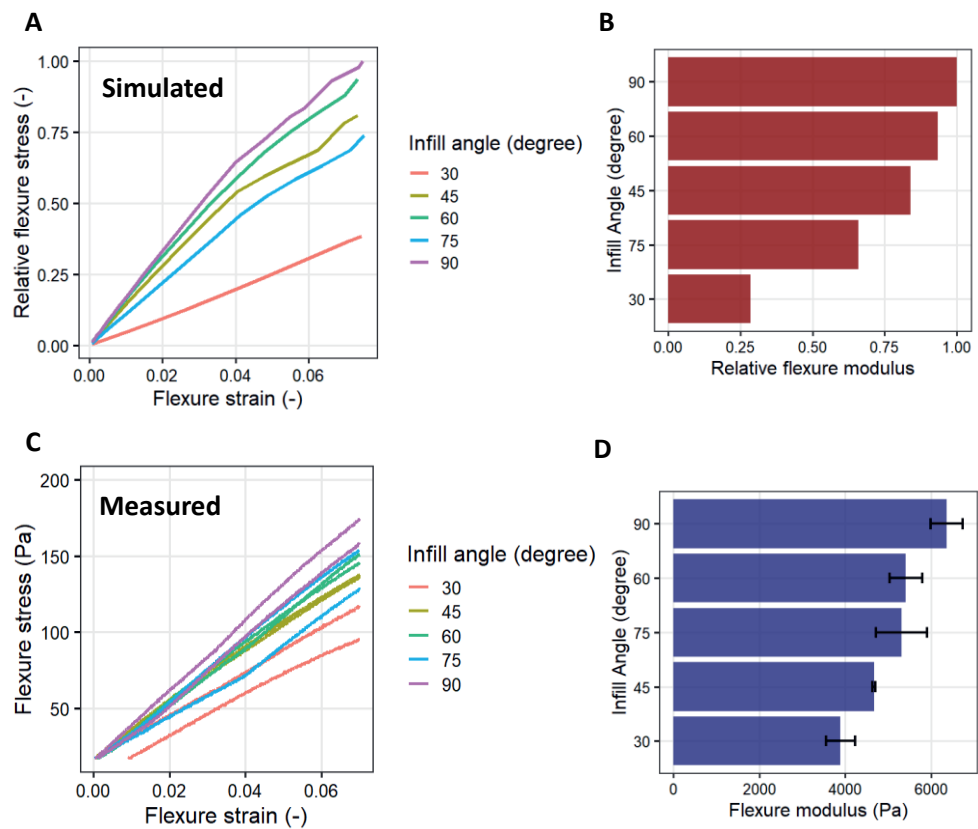 A
Simulated
1.00
0.75
0.50
0.25
0.00
Relative flexure stress (-)
0.00 0.02 0.04 0.06
Flexure strain (-)
Infill angle (degree)
30
45
60
75
90
B
Infill Angle (degree)
90
60
45
75
30
0.00 0.25 0.50 0.75 1.00
Relative flexure modulus
C
Measured
200
150
100
50
Flexure stress (Pa)
0.00 0.02 0.04 0.06
Flexure strain (-)
Infill angle (degree)
30
45
60
75
90
D
Infill Angle (degree)
90
60
75
45
30
0 2000 4000 6000
Flexure modulus (Pa)